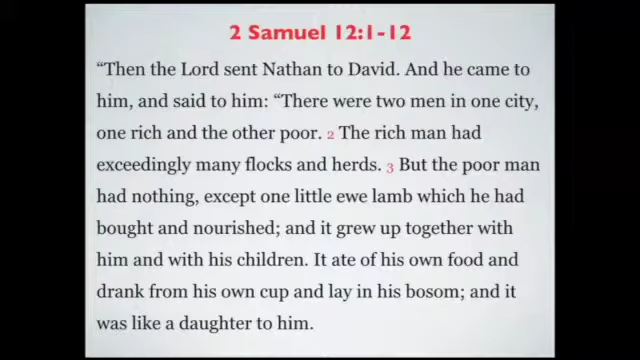 2 Samuel 12:1-12
“Then the Lord sent Nathan to David. And he came to
him, and said to him: “There were two men in one city,
one rich and the other poor. 2 The rich man had
exceedingly many flocks and herds. 3 But the poor man
had nothing, except one little ewe lamb which he had
bought and nourished; and it grew up together with
him and with his children. It ate of his own food and
drank from his own cup and lay in his bosom; and it
was like a daughter to him.